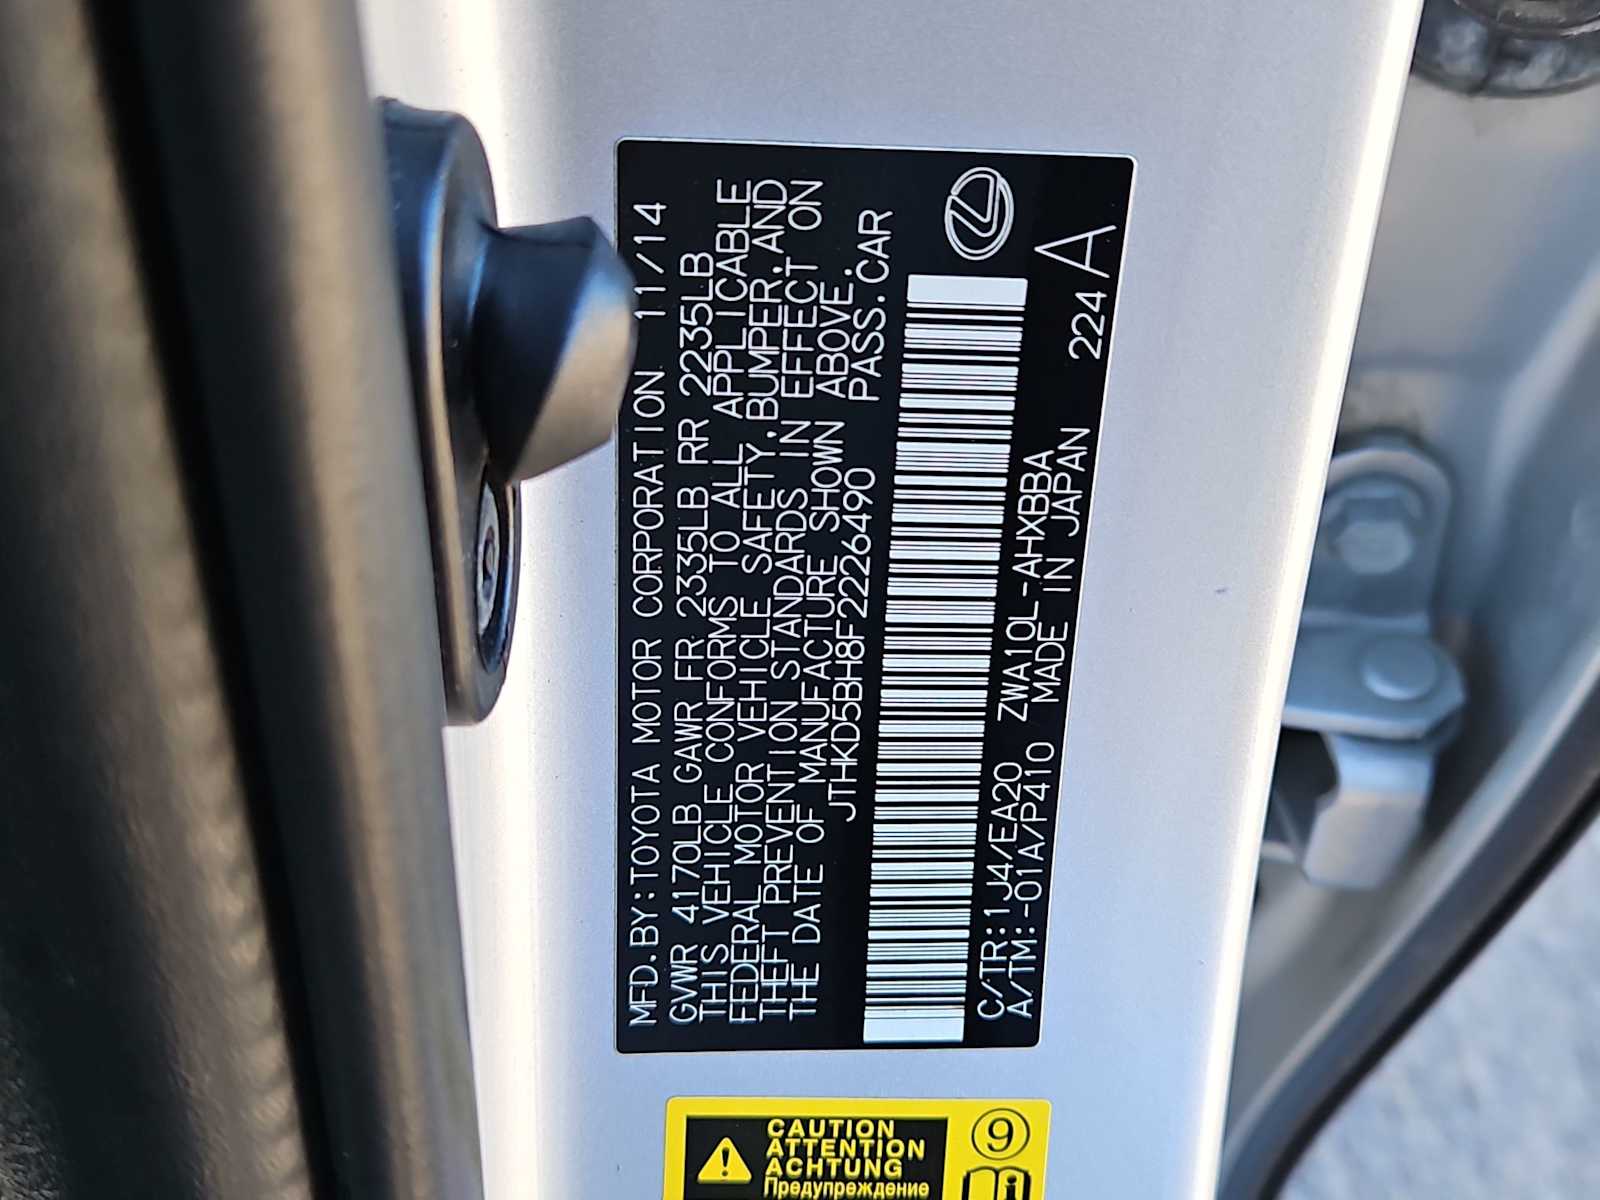 MFD.BY:TOYOTA MOTOR CORPORATION 11/14
GVWR 4170LB GAWR FR 2335LB RR 2235LB
THIS VEHICLE CONFORMS TO ALL APPLICABLE
FEDERAL MOTOR VEHICLE SAFETY,BUMPER,AND
THEFT PREVENTION STANDARDS IN EFFECT ON
THE DATE OF MANUFACTURE SHOWN ABOVE.
JTHKD5BH8F2226490 PASS.CAR
C/TR:1J4/EA20 ZWA10L-AHXBBA 224 A
A/TM:-01A/P410 MADE IN JAPAN
CAUTION
ATTENTION
ACHTUNG
Предупреждение
9
i